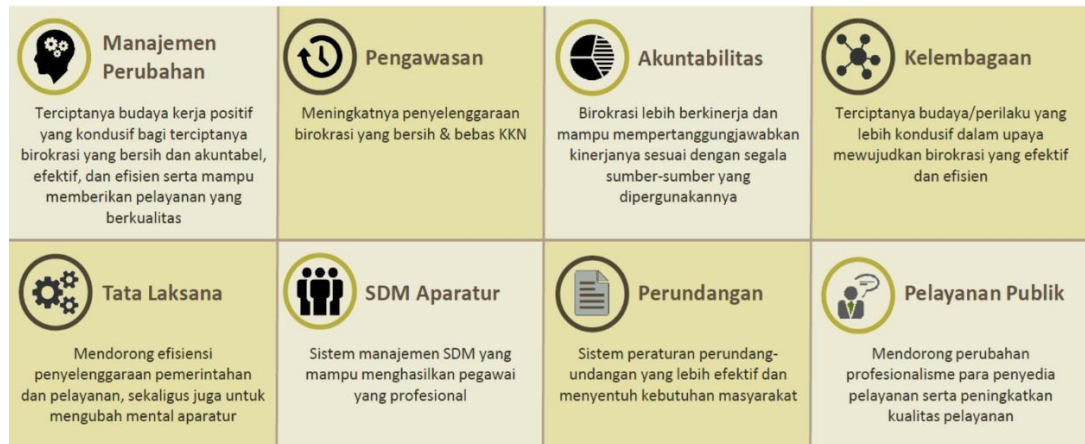 Manajemen
Perubahan
Terciptanya budaya kerja positif
yang kondusif bagi terciptanya
birokrasi yang bersih dan akuntabel,
efektif, dan efisien serta mampu
memberikan pelayanan yang
berkualitas
Pengawasan
Meningkatnya penyelenggaraan
birokrasi yang bersih & bebas KKN
Akuntabilitas
Birokrasi lebih berkinerja dan
mampu mempertanggungjawabkan
kinerjanya sesuai dengan segala
sumber-sumber yang
dipergunakannya
Kelembagaan
Terciptanya budaya/perilaku yang
lebih kondusif dalam upaya
mewujudkan birokrasi yang efektif
dan efisien
Tata Laksana
Mendorong efisiensi
penyelenggaraan pemerintahan
dan pelayanan, sekaligus juga untuk
mengubah mental aparatur
SDM Aparatur
Sistem manajemen SDM yang
mampu menghasilkan pegawai
yang profesional
Perundangan
Sistem peraturan perundang-
undangan yang lebih efektif dan
menyentuh kebutuhan masyarakat
Pelayanan Publik
Mendorong perubahan
profesionalisme para penyedia
pelayanan serta peningkatkan
kualitas pelayanan